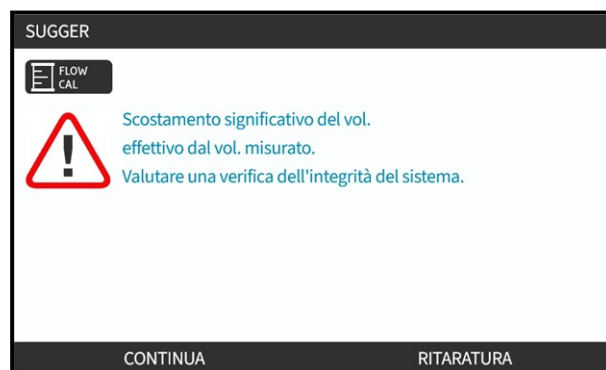 SUGGER
FLOW
CAL
Scostamento significativo del vol.
effettivo dal vol. misurato.
Valutare una verifica dell'integrità del sistema.
CONTINUA
RITARATURA